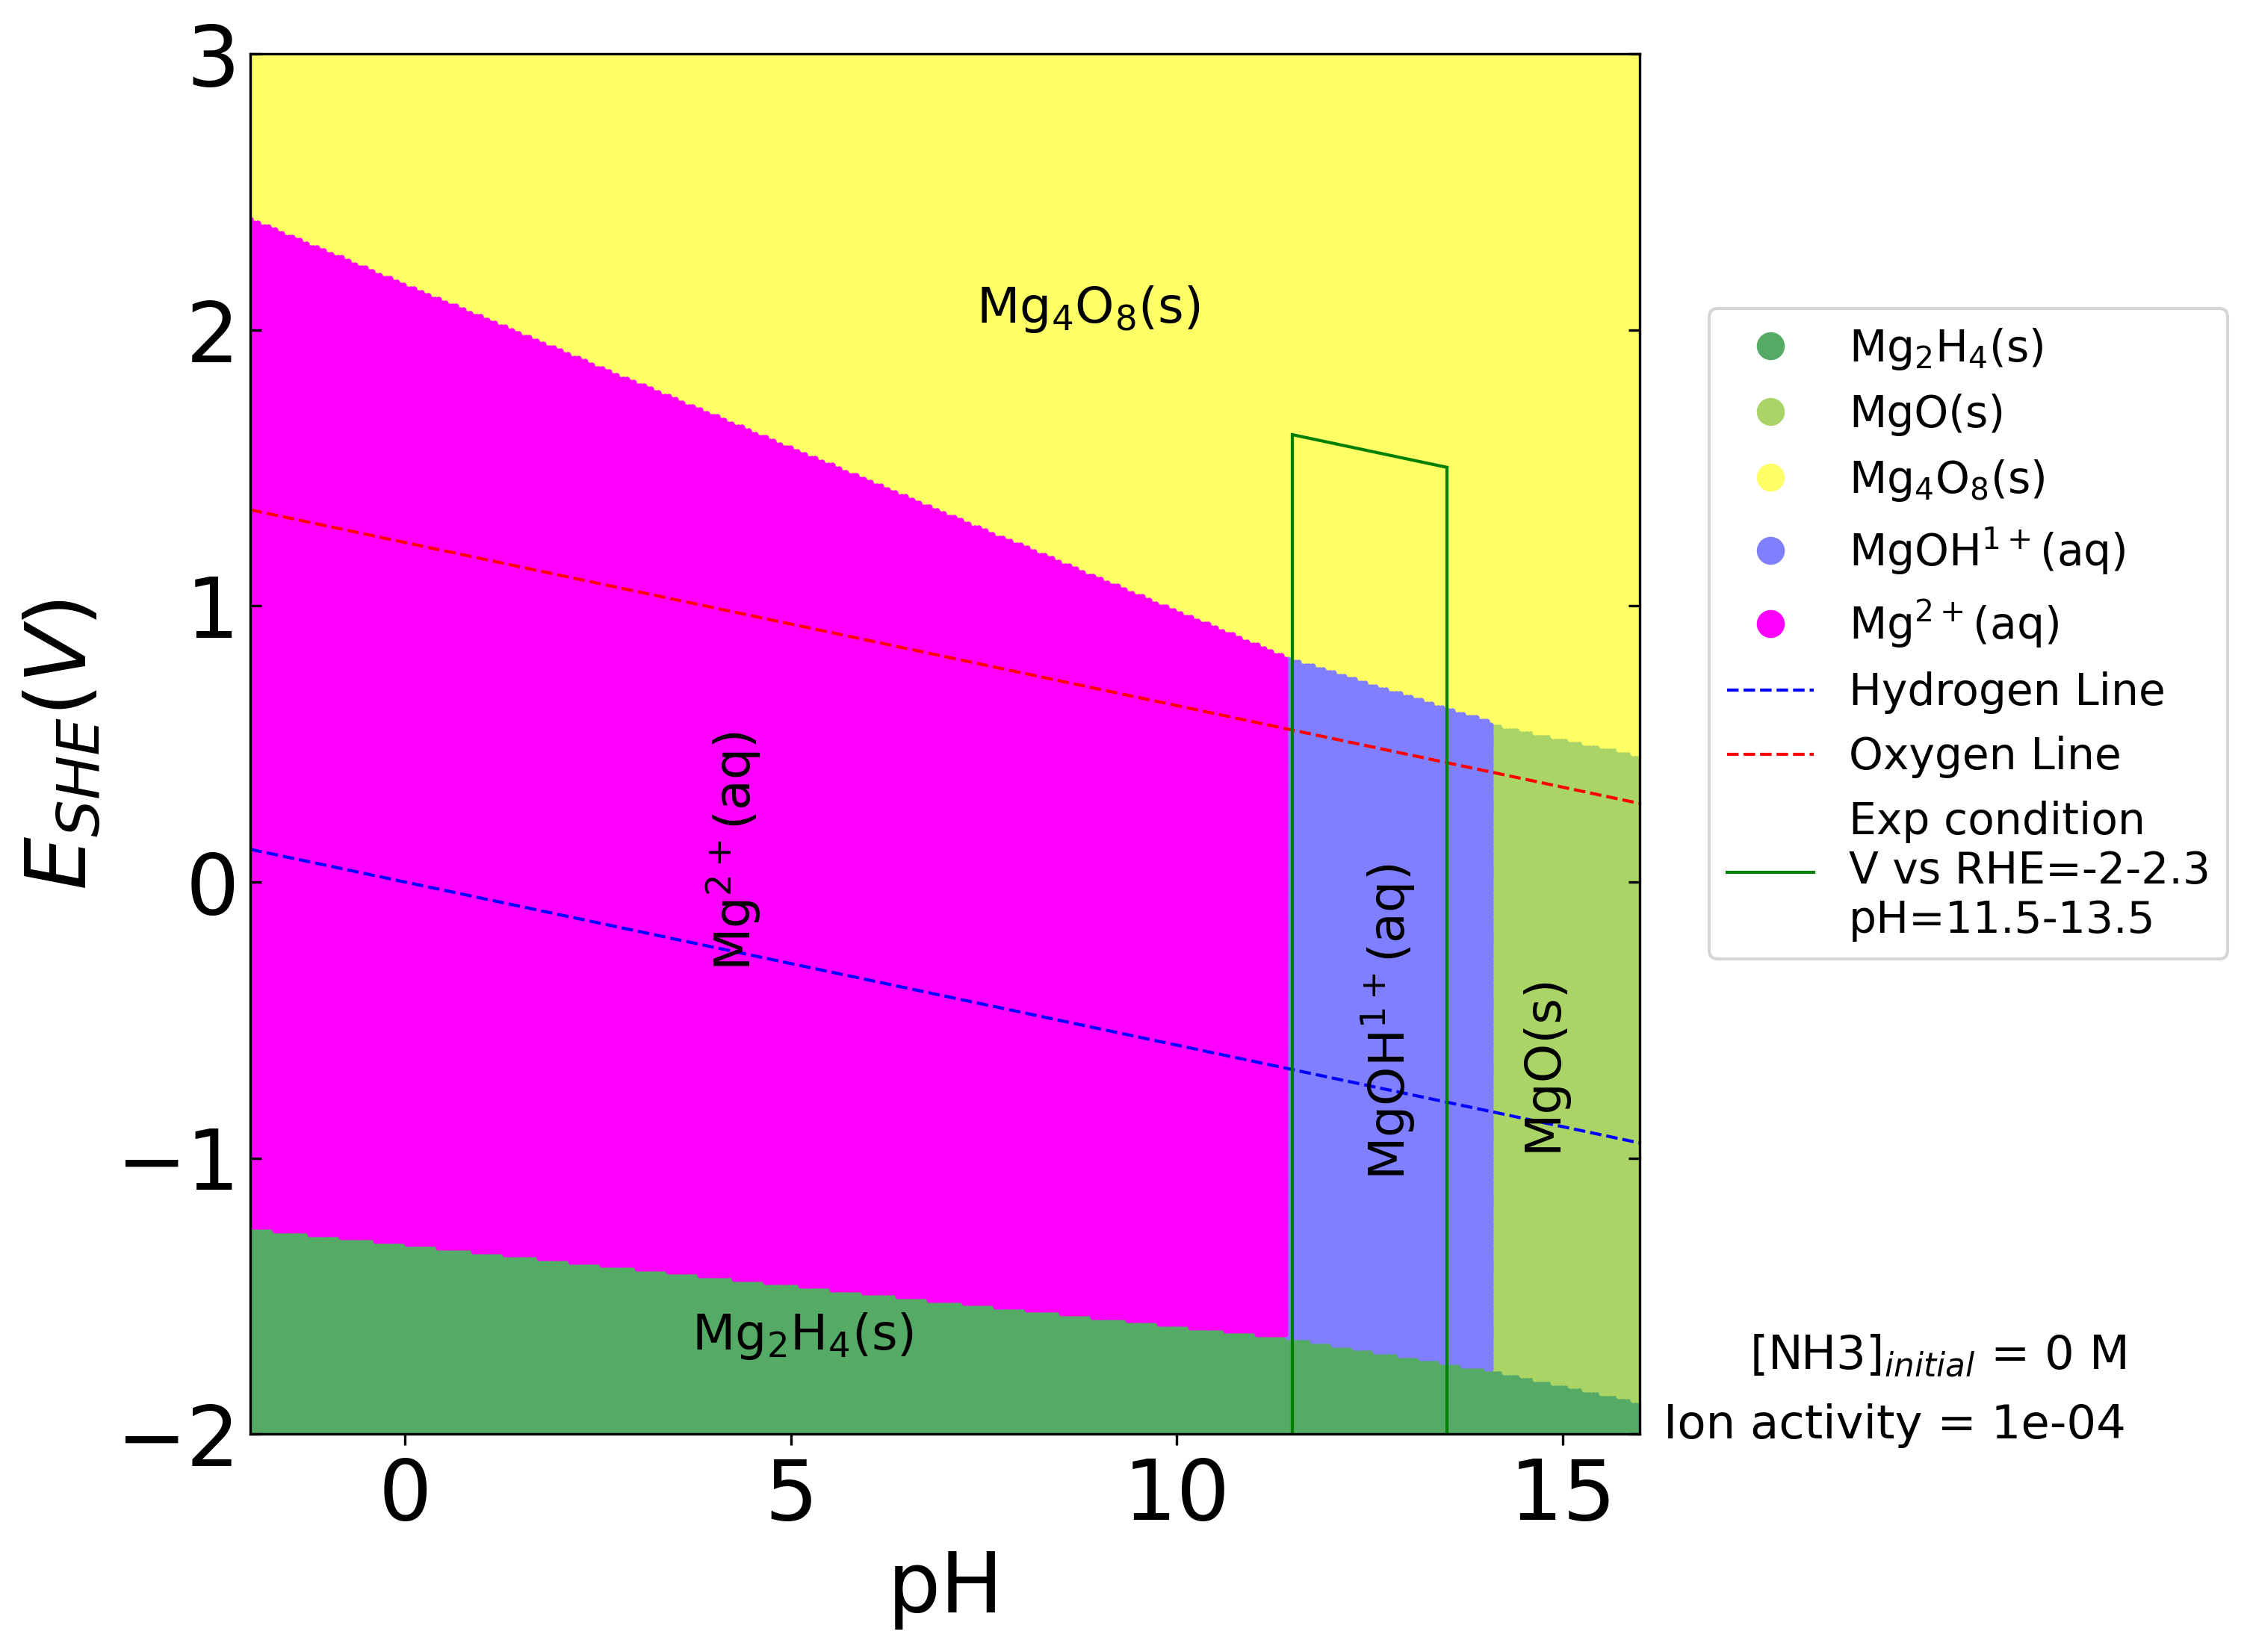 3
2
1
0
−1
−2
0 5 10 15
pH
E_SHE(V)
Mg₄O₈(s)
Mg²⁺(aq)
MgOH¹⁺(aq)
MgO(s)
Mg₂H₄(s)
Mg₂H₄(s)
MgO(s)
Mg₄O₈(s)
MgOH¹⁺(aq)
Mg²⁺(aq)
Hydrogen Line
Oxygen Line
Exp condition
V vs RHE=-2-2.3
pH=11.5-13.5
[NH3]_initial = 0 M
Ion activity = 1e-04